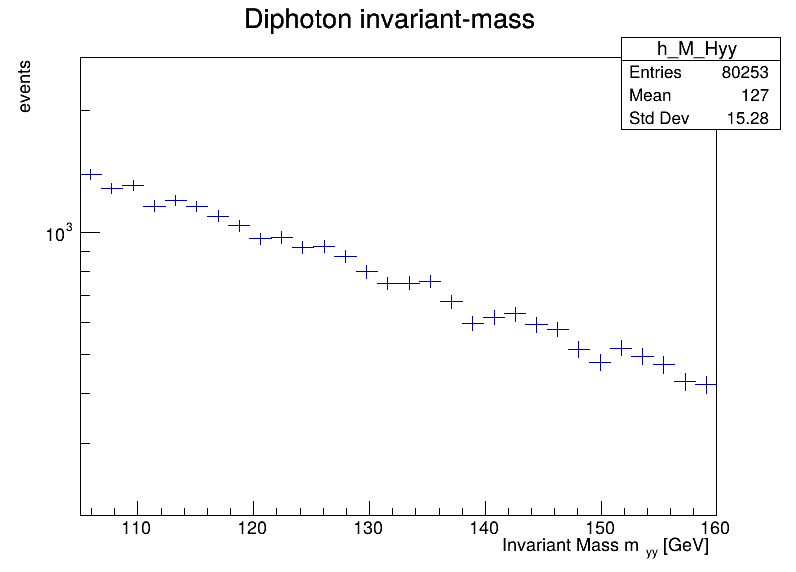 Diphoton invariant-mass
h_M_Hyy
Entries 80253
Mean 127
Std Dev 15.28
events
10³
110 120 130 140 150 160
Invariant Mass m yy [GeV]